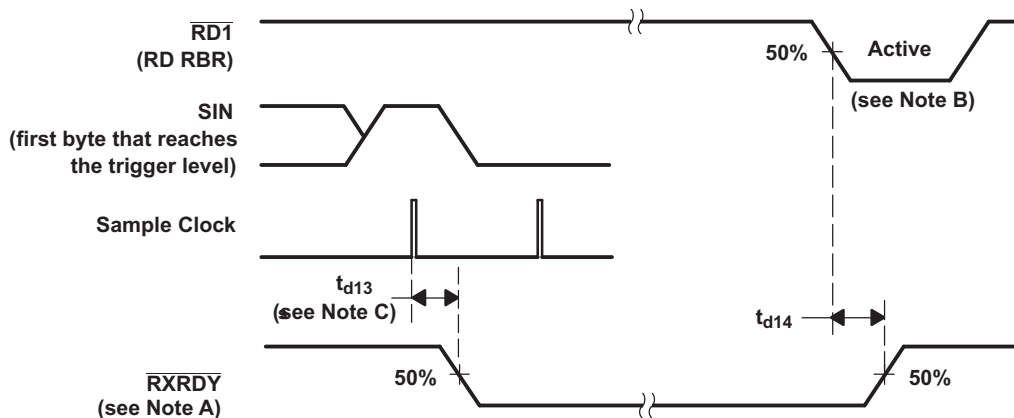 RD1
(RD RBR)
50%
Active
(see Note B)
SIN
(first byte that reaches
the trigger level)
Sample Clock
td13
(see Note C)
td14
RXRDY
(see Note A)
50%
50%